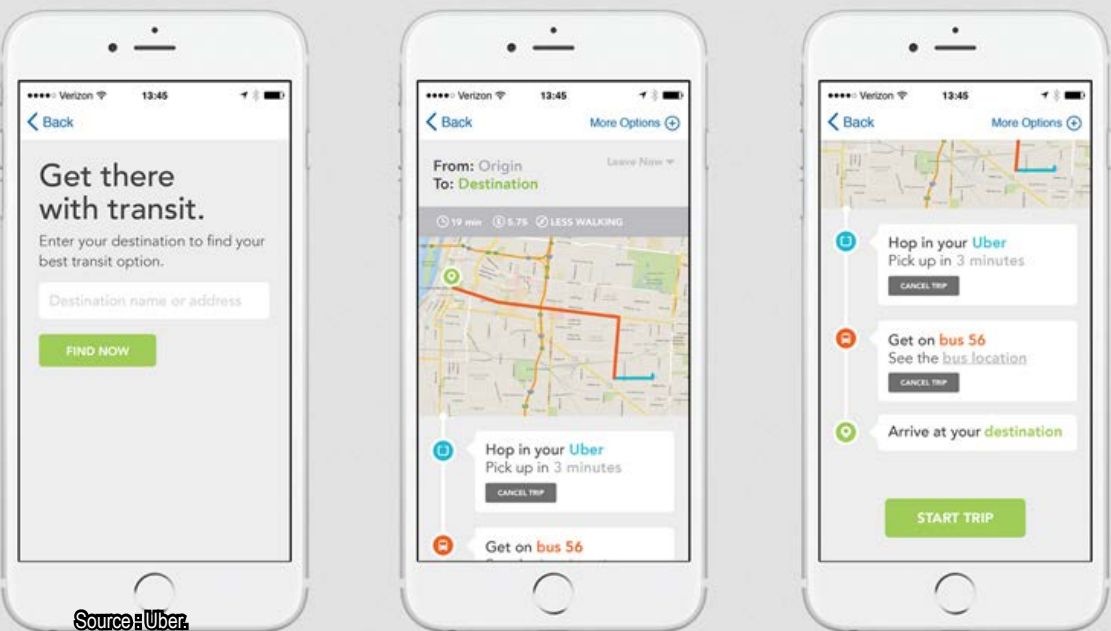 Verizon 13:45
Back
Get there
with transit.
Enter your destination to find your
best transit option.
Destination name or address
FIND NOW
Verizon 13:45
Back More Options
From: Origin Leave Now
To: Destination
19 min 5.75 LESS WALKING
Hop in your Uber
Pick up in 3 minutes
CANCEL TRIP
Get on bus 56
Verizon 13:45
Back More Options
Hop in your Uber
Pick up in 3 minutes
CANCEL TRIP
Get on bus 56
See the bus location
CANCEL TRIP
Arrive at your destination
START TRIP
Source : Uber.